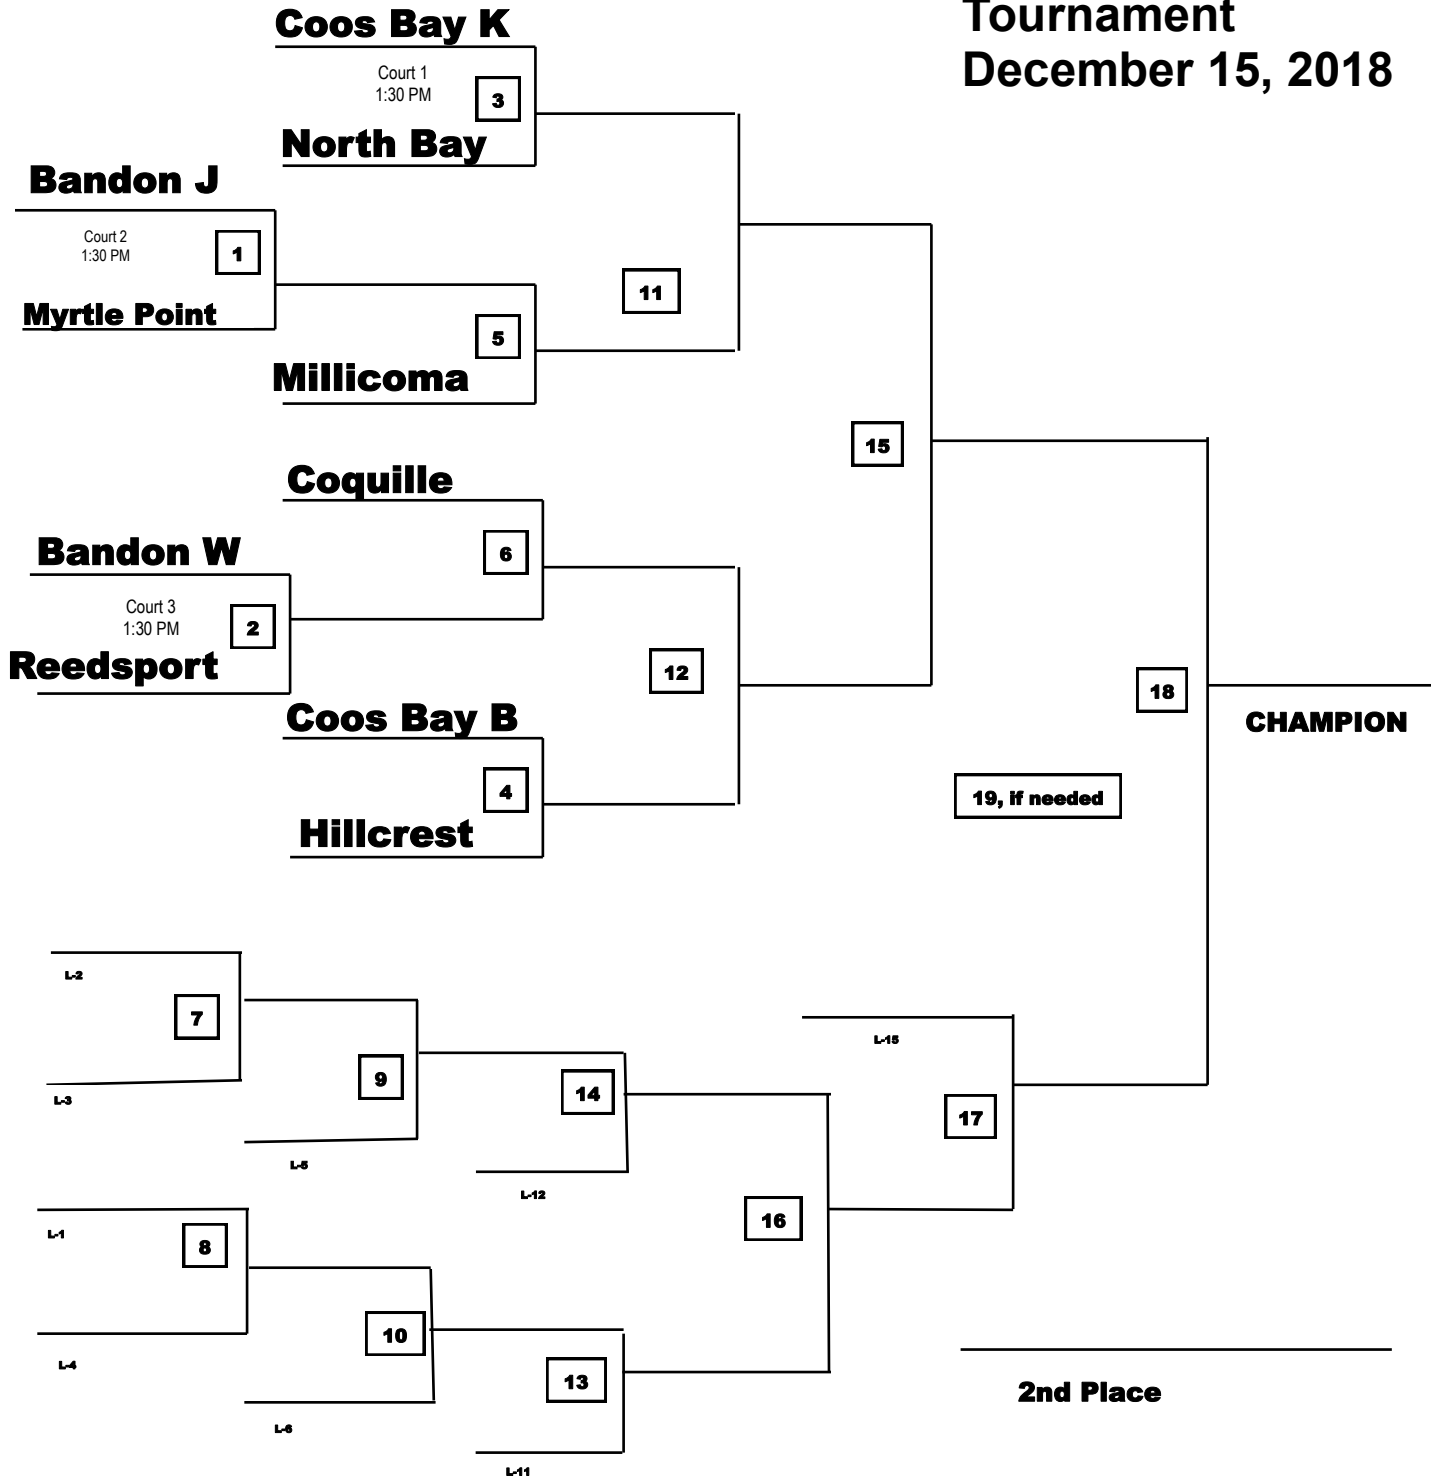 Tournament
December 15, 2018
Coos Bay K
Court 1
1:30 PM
3
North Bay
Bandon J
Court 2
1:30 PM
1
Myrtle Point
11
5
Millicoma
15
Coquille
6
Bandon W
Court 3
1:30 PM
2
Reedsport
12
18
Coos Bay B
CHAMPION
4
19, if needed
Hillcrest
L-2
7
L-3
9
L-5
14
L-12
L-15
17
L-1
8
16
L-4
10
13
L-6
L-11
2nd Place